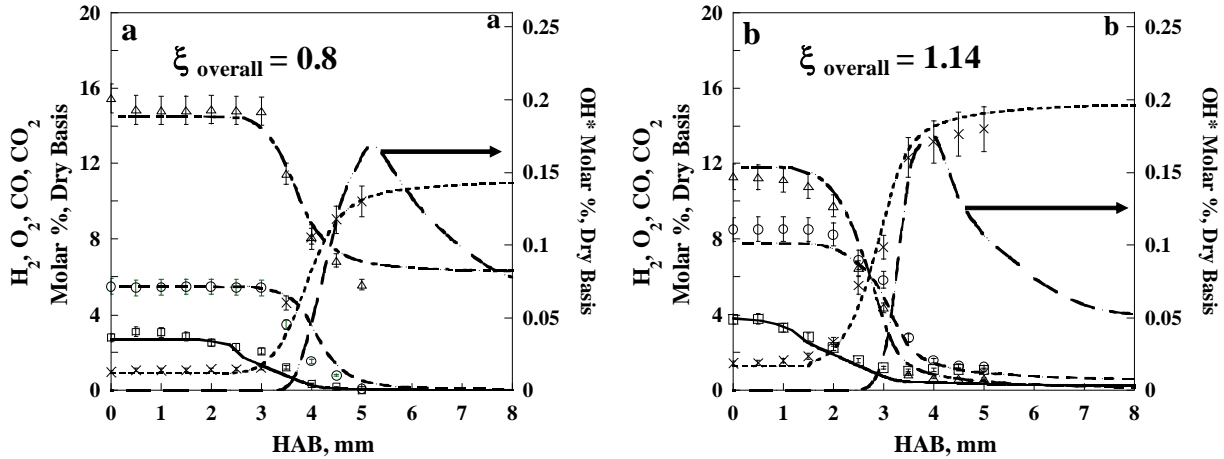 a
a
ξ overall = 0.8
H2, O2, CO, CO2
Molar %, Dry Basis
20
16
12
8
4
0
0.25
0.2
0.15
0.1
0.05
0
OH* Molar %, Dry Basis
0 1 2 3 4 5 6 7 8
HAB, mm
b
b
ξ overall = 1.14
H2, O2, CO, CO2
Molar %, Dry Basis
20
16
12
8
4
0
0.25
0.2
0.15
0.1
0.05
0
OH* Molar %, Dry Basis
0 1 2 3 4 5 6 7 8
HAB, mm